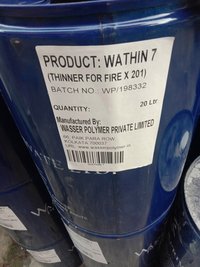 PRODUCT: WATHIN 7
(THINNER FOR FIRE X 201)
BATCH NO. WP/198332
QUANTITY:
20 Ltr
Manufactured By:
WASSER POLYMER PRIVATE LIMITED
KOLKATA 700037